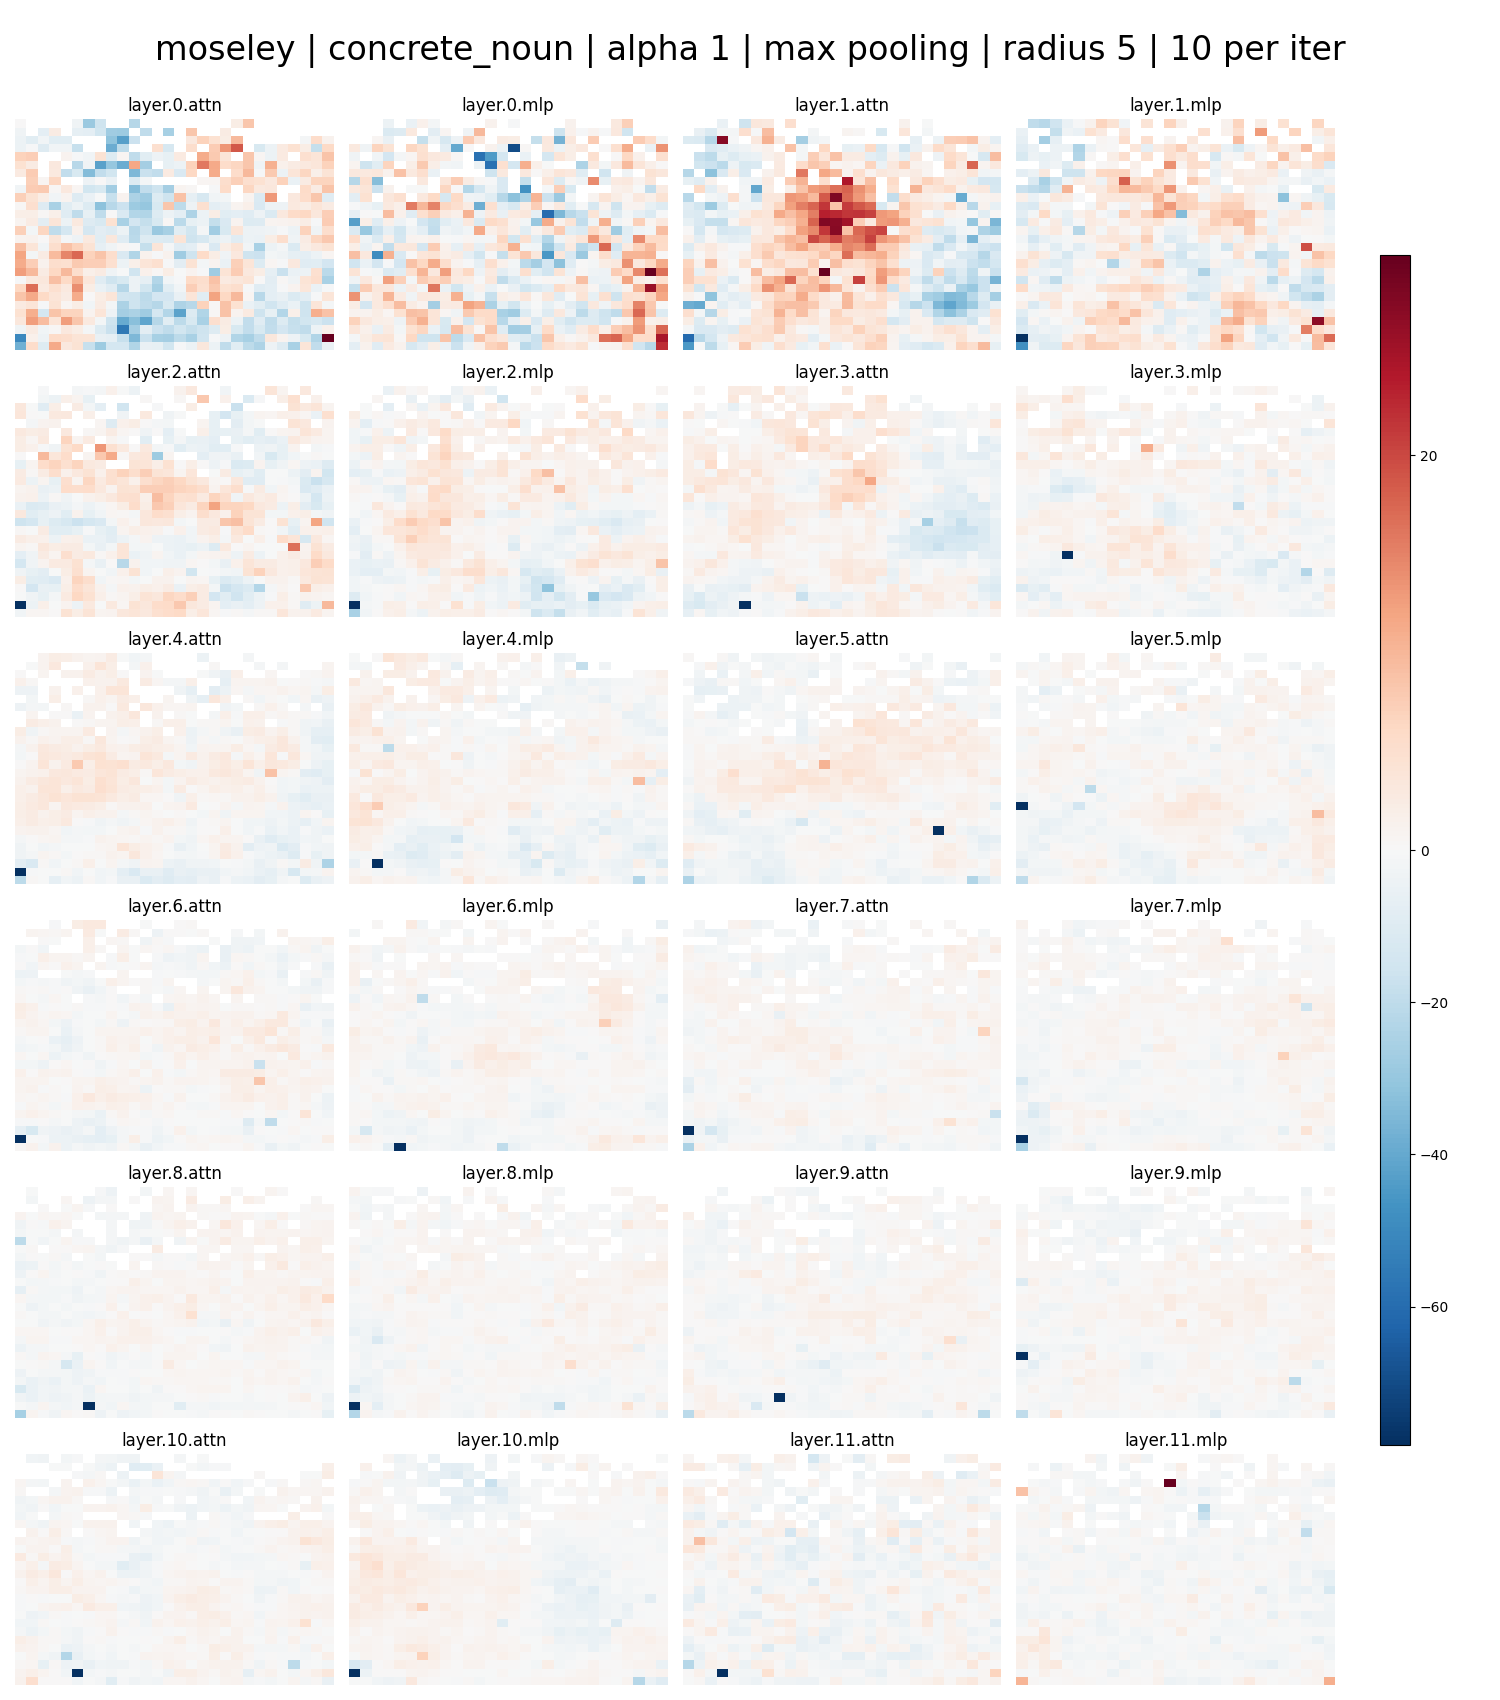 moseley | concrete_noun | alpha 1 | max pooling | radius 5 | 10 per iter
layer.0.attn layer.0.mlp layer.1.attn layer.1.mlp
layer.2.attn layer.2.mlp layer.3.attn layer.3.mlp
layer.4.attn layer.4.mlp layer.5.attn layer.5.mlp
layer.6.attn layer.6.mlp layer.7.attn layer.7.mlp
layer.8.attn layer.8.mlp layer.9.attn layer.9.mlp
layer.10.attn layer.10.mlp layer.11.attn layer.11.mlp
20
0
−20
−40
−60